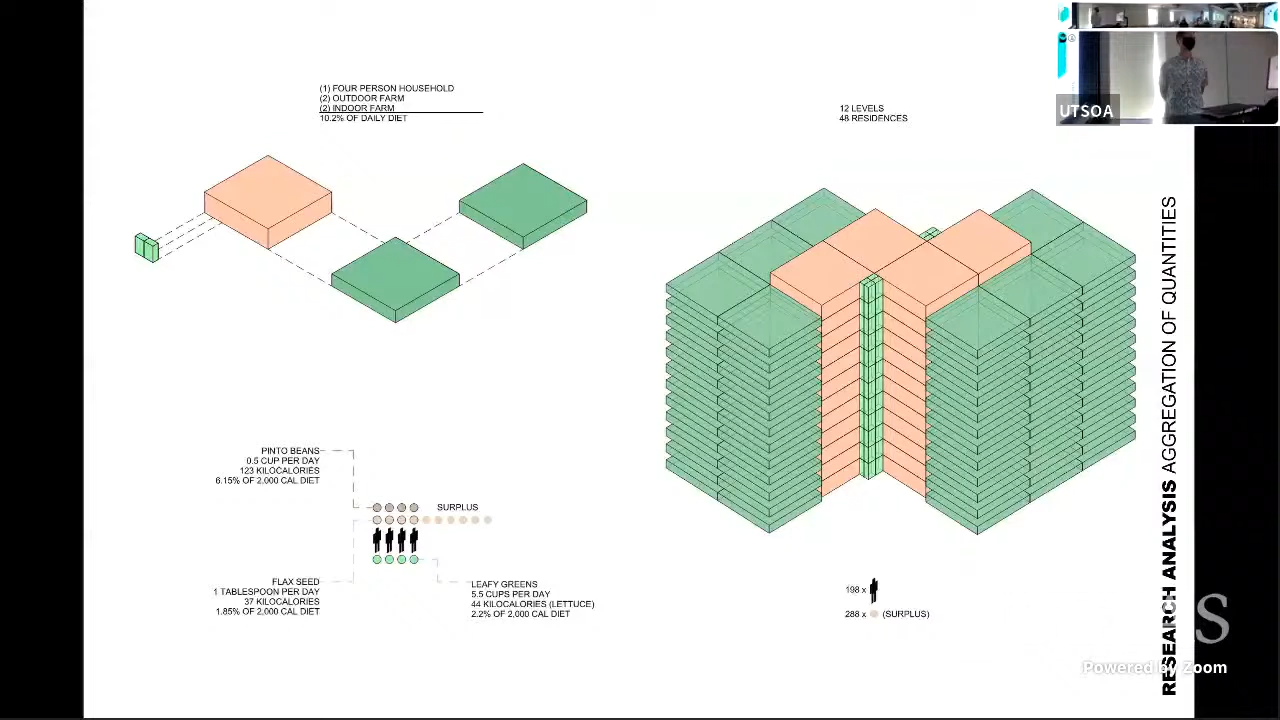 (1) FOUR PERSON HOUSEHOLD
(2) OUTDOOR FARM
(2) INDOOR FARM
10.2% OF DAILY DIET
12 LEVELS
48 RESIDENCES
UTSOA
PINTO BEANS
0.5 CUP PER DAY
123 KILOCALORIES
6.15% OF 2,000 CAL DIET
SURPLUS
FLAX SEED
1 TABLESPOON PER DAY
37 KILOCALORIES
1.85% OF 2,000 CAL DIET
LEAFY GREENS
5.5 CUPS PER DAY
44 KILOCALORIES (LETTUCE)
2.2% OF 2,000 CAL DIET
198 x
288 x (SURPLUS)
RESEARCH ANALYSIS AGGREGATION OF QUANTITIES
Powered by Zoom